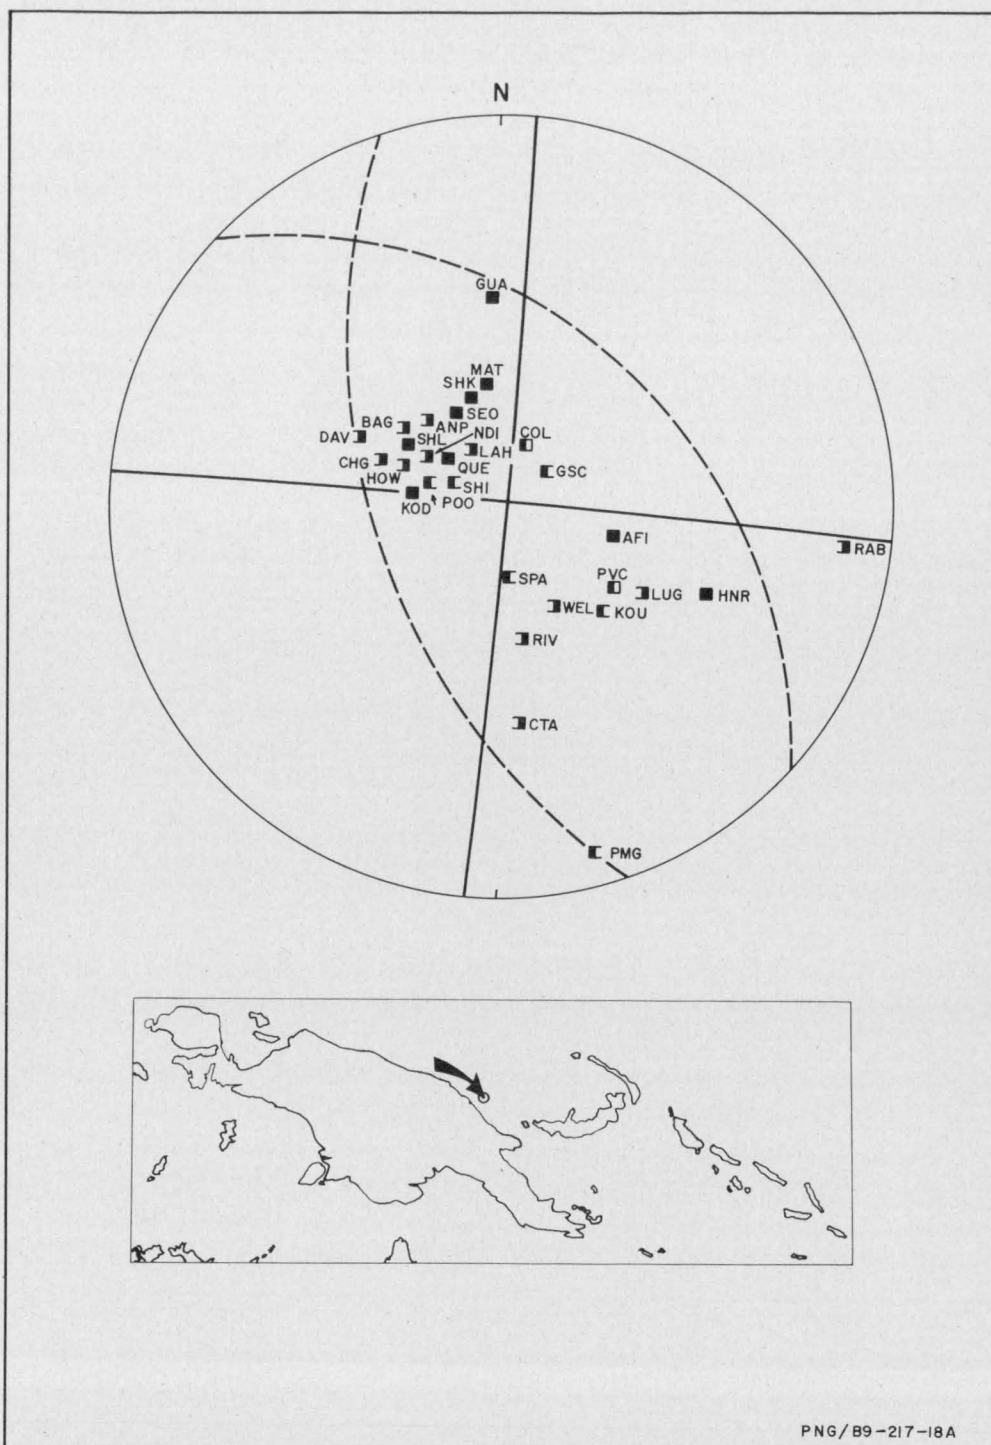 N
GUA
MAT
SHK
SEO
BAG
ANP
NDI
DAV
SHL
LAH
COL
CHG
HOW
QUE
GSC
SHI
KOD
POO
AFI
RAB
SPA
PVC
LUG
HNR
WEL
KOU
RIV
CTA
PMG
PNG/B9-217-18A